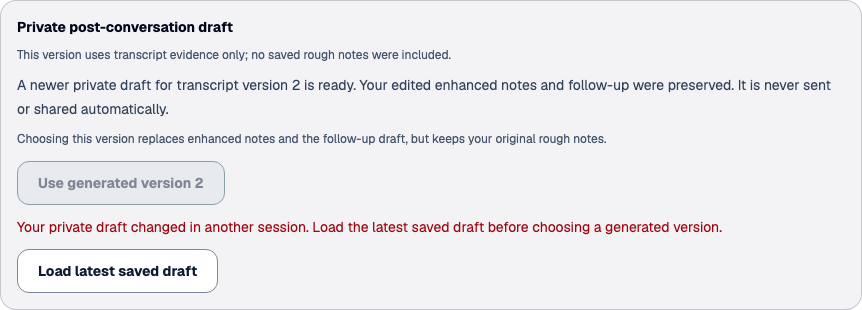 Private post-conversation draft
This version uses transcript evidence only; no saved rough notes were included.
A newer private draft for transcript version 2 is ready. Your edited enhanced notes and follow-up were preserved. It is never sent
or shared automatically.
Choosing this version replaces enhanced notes and the follow-up draft, but keeps your original rough notes.
Use generated version 2
Your private draft changed in another session. Load the latest saved draft before choosing a generated version.
Load latest saved draft